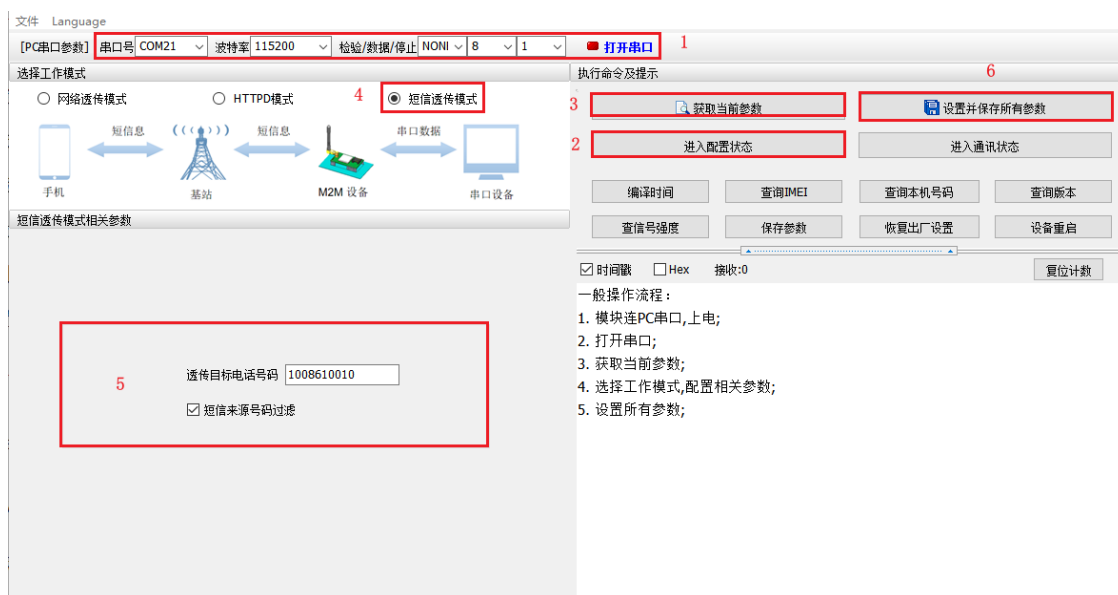 文件 Language
[PC串口参数] 串口号 COM21 波特率 115200 检验/数据/停止 NONI 8 1 打开串口 1
选择工作模式
网络透传模式 HTTPD模式 4 短信透传模式
短信息 短信息 串口数据
手机 基站 M2M 设备 串口设备
短信透传模式相关参数
5
透传目标电话号码 1008610010
短信来源号码过滤
执行命令及提示 6
3 获取当前参数 设置并保存所有参数
2 进入配置状态 进入通讯状态
编译时间 查询IMEI 查询本机号码 查询版本
查信号强度 保存参数 恢复出厂设置 设备重启
时间戳 Hex 接收:0 复位计数
一般操作流程：
1. 模块连PC串口,上电;
2. 打开串口;
3. 获取当前参数;
4. 选择工作模式,配置相关参数;
5. 设置所有参数;